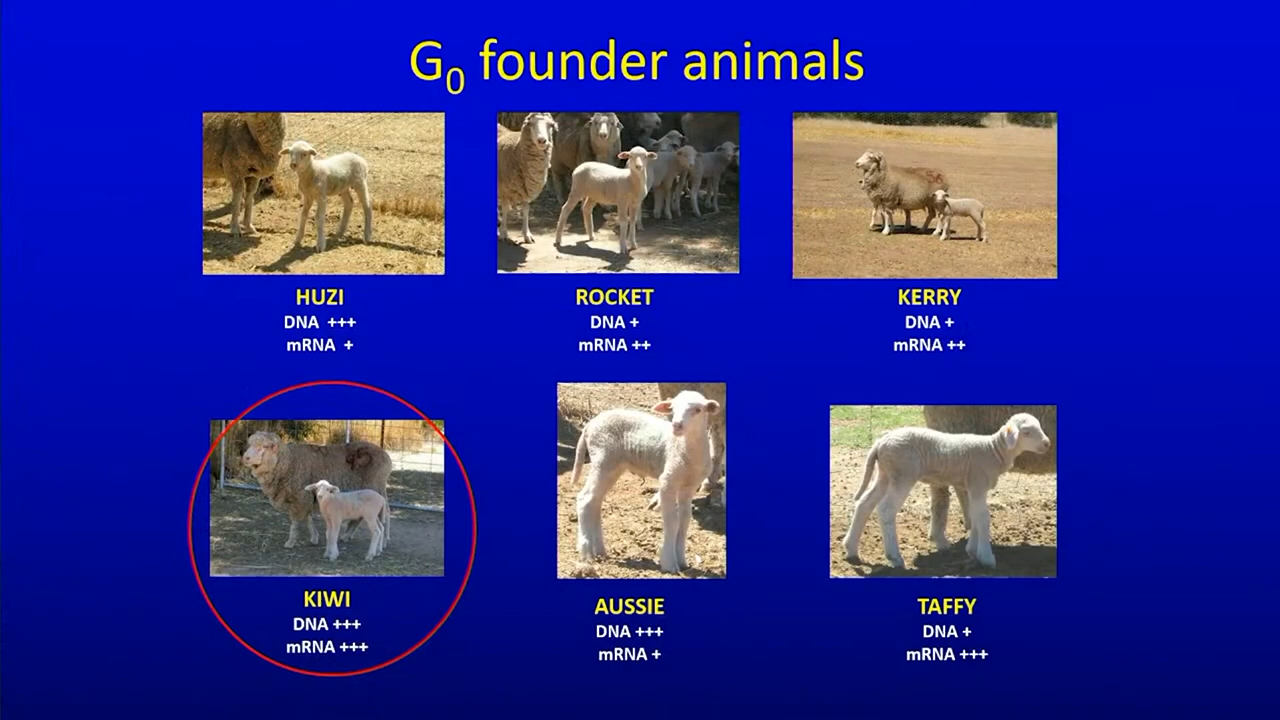 G0 founder animals
HUZI
DNA +++
mRNA +
ROCKET
DNA +
mRNA ++
KERRY
DNA +
mRNA ++
KIWI
DNA +++
mRNA +++
AUSSIE
DNA +++
mRNA +
TAFFY
DNA +
mRNA +++